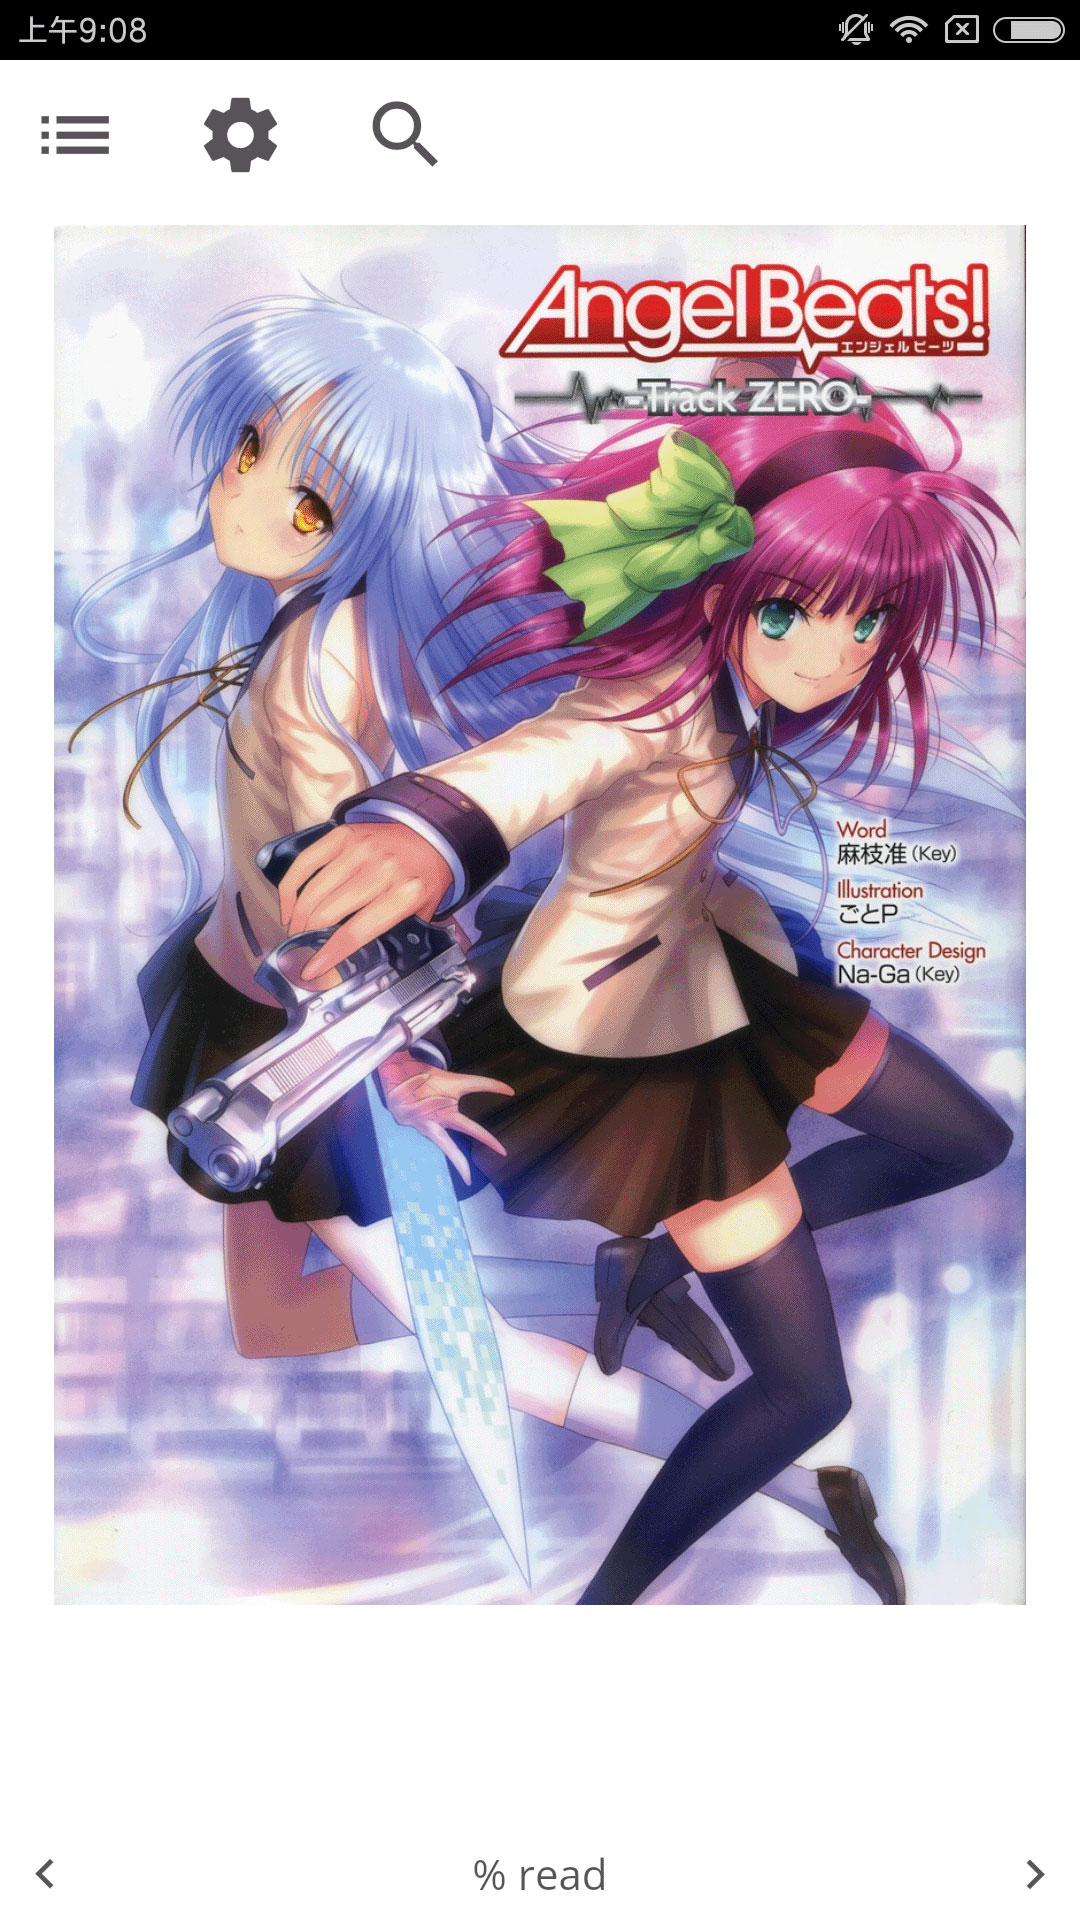 上午9:08
Angel Beats!
エンジェルビーツ
-Track ZERO-
Word
麻枝准(Key)
Illustration
ごとP
Character Design
Na-Ga(Key)
% read